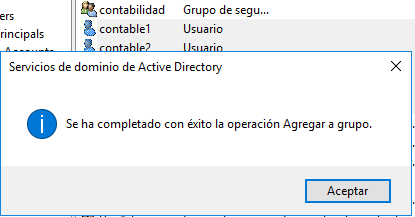 contabilidad Grupo de segu...
ers contable1 Usuario
rincipals contable2 Usuario
Servicios de dominio de Active Directory
Se ha completado con éxito la operación Agregar a grupo.
Aceptar